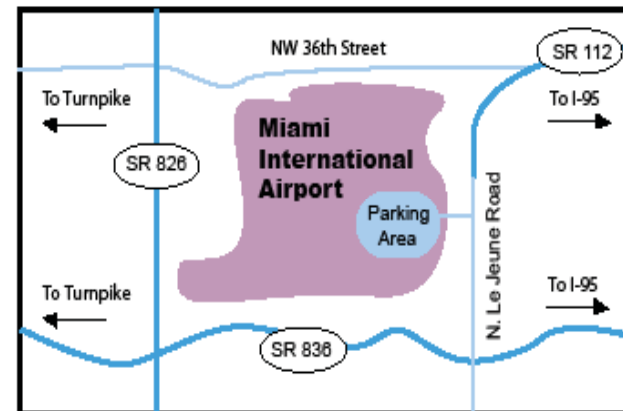 NW 36th Street
SR 112
To Turnpike
To I-95
Miami
International
Airport
SR 826
Parking
Area
N. Le Jeune Road
To Turnpike
To I-95
SR 836